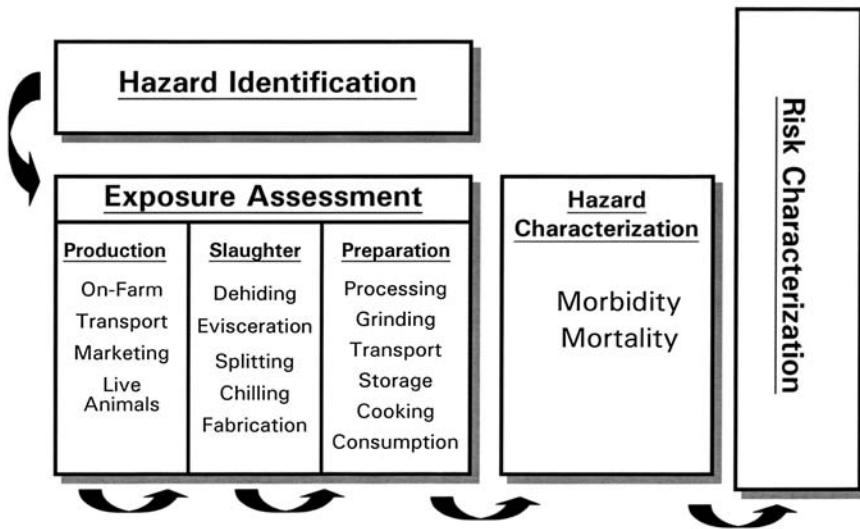 Hazard Identification
Exposure Assessment
Production
On-Farm
Transport
Marketing
Live
Animals
Slaughter
Dehiding
Evisceration
Splitting
Chilling
Fabrication
Preparation
Processing
Grinding
Transport
Storage
Cooking
Consumption
Hazard
Characterization
Morbidity
Mortality
Risk Characterization